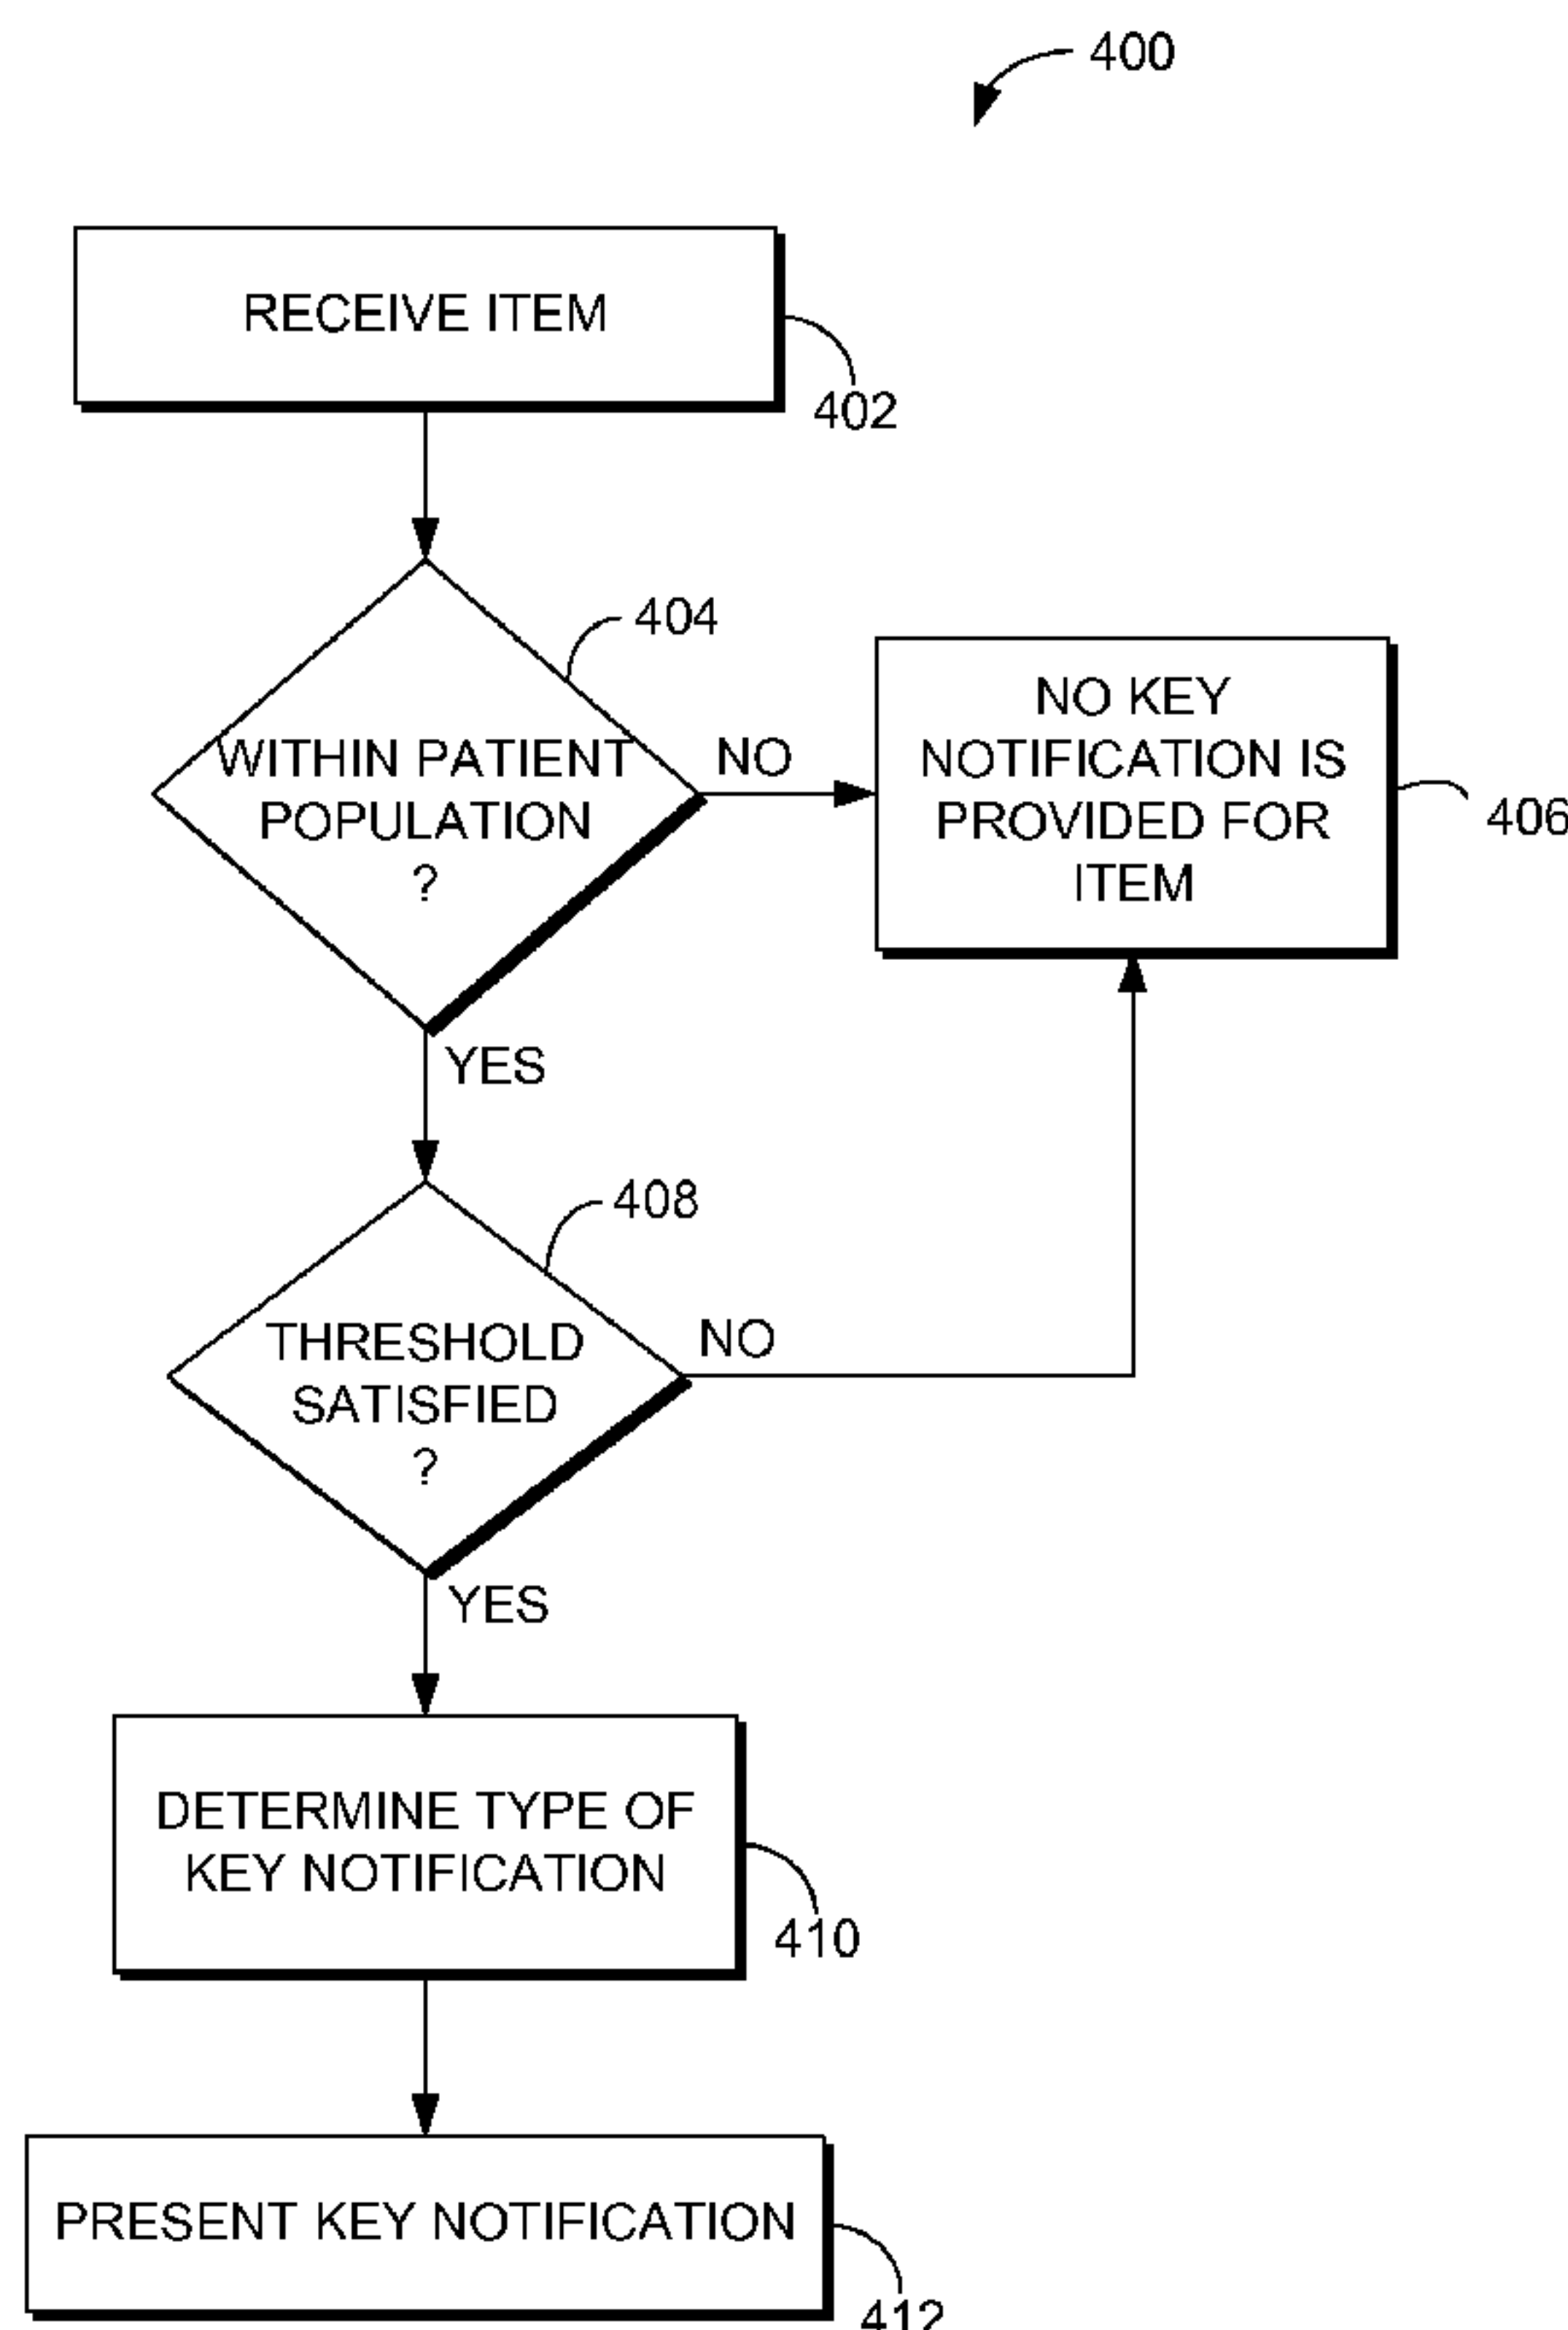 400
RECEIVE ITEM
402
404
WITHIN PATIENT
POPULATION
?
NO
NO KEY
NOTIFICATION IS
PROVIDED FOR
ITEM
406
YES
408
THRESHOLD
SATISFIED
?
NO
YES
DETERMINE TYPE OF
KEY NOTIFICATION
410
PRESENT KEY NOTIFICATION
412